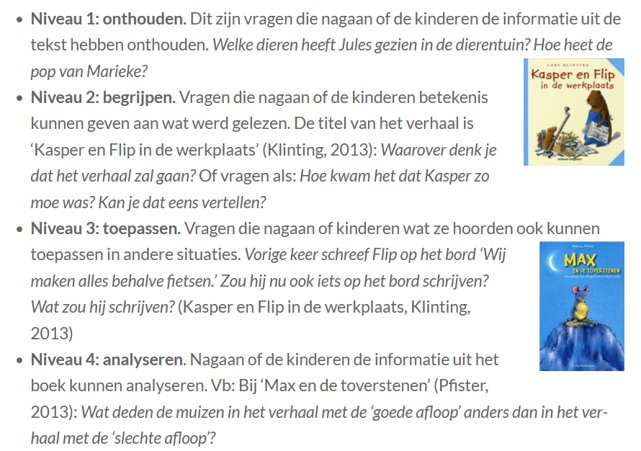 Niveau 1: onthouden. Dit zijn vragen die nagaan of de kinderen de informatie uit de
tekst hebben onthouden. Welke dieren heeft Jules gezien in de dierentuin? Hoe heet de
pop van Marieke?
Niveau 2: begrijpen. Vragen die nagaan of de kinderen betekenis
kunnen geven aan wat werd gelezen. De titel van het verhaal is
‘Kasper en Flip in de werkplaats’ (Klinting, 2013): Waarover denk je
dat het verhaal zal gaan? Of vragen als: Hoe kwam het dat Kasper zo
moe was? Kan je dat eens vertellen?
LARS KLINTING
Kasper en Flip
in de werkplaats
Niveau 3: toepassen. Vragen die nagaan of kinderen wat ze hoorden ook kunnen
toepassen in andere situaties. Vorige keer schreef Flip op het bord ‘Wij
maken alles behalve fietsen.’ Zou hij nu ook iets op het bord schrijven?
Wat zou hij schrijven? (Kasper en Flip in de werkplaats, Klinting,
2013)
Marcus Pfister
MAX
EN DE TOVERSTENEN
Niveau 4: analyseren. Nagaan of de kinderen de informatie uit het
boek kunnen analyseren. Vb: Bij ‘Max en de toverstenen’ (Pfister,
2013): Wat deden de muizen in het verhaal met de ‘goede afloop’ anders dan in het ver-
haal met de ‘slechte afloop’?